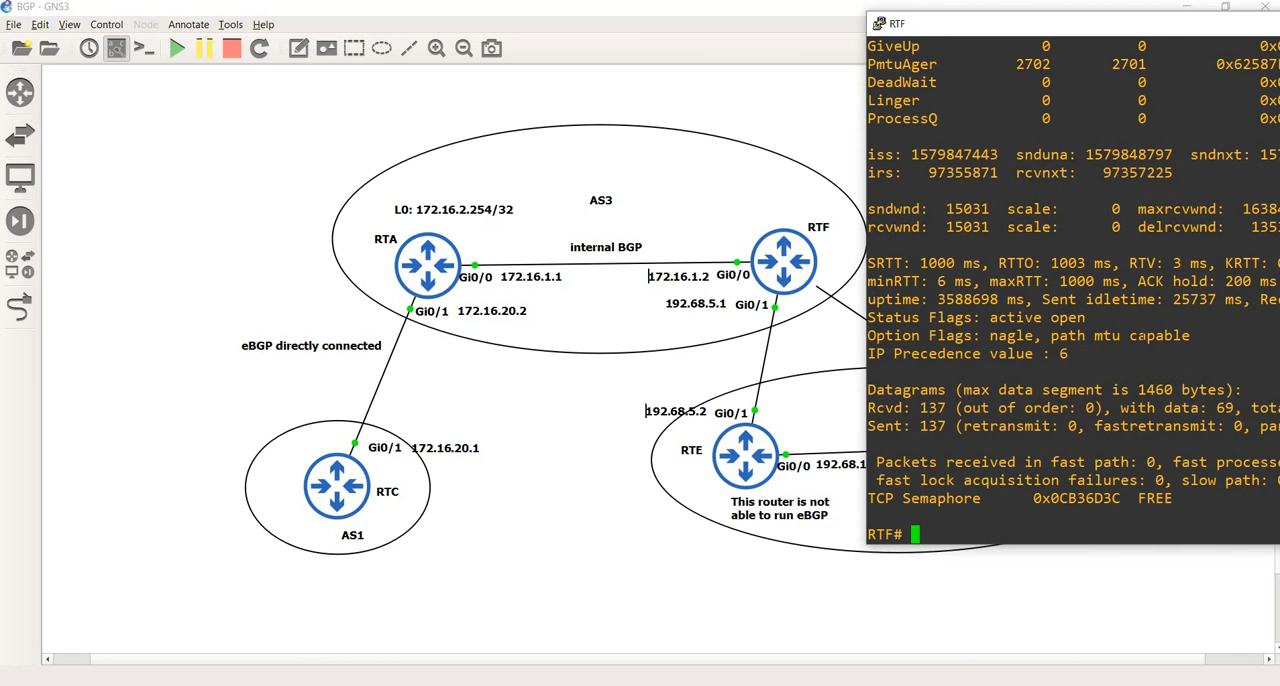 BGP - GNS3
File Edit View Control Node Annotate Tools Help
AS3
L0: 172.16.2.254/32
RTA
RTF
internal BGP
Gi0/0 172.16.1.1
172.16.1.2 Gi0/0
192.68.5.1 Gi0/1
Gi0/1 172.16.20.2
eBGP directly connected
192.68.5.2 Gi0/1
Gi0/1 172.16.20.1
RTE
Gi0/0 192.68.1
RTC
This router is not
able to run eBGP
AS1
RTF
GiveUp 0 0 0x
PmtuAger 2702 2701 0x62587
DeadWait 0 0 0x
Linger 0 0 0x
ProcessQ 0 0 0x
iss: 1579847443 snduna: 1579848797 sndnxt: 15
irs: 97355871 rcvnxt: 97357225
sndwnd: 15031 scale: 0 maxrcvwnd: 1638
rcvwnd: 15031 scale: 0 delrcvwnd: 135
SRTT: 1000 ms, RTTO: 1003 ms, RTV: 3 ms, KRTT:
minRTT: 6 ms, maxRTT: 1000 ms, ACK hold: 200 ms
uptime: 3588698 ms, Sent idletime: 25737 ms, Re
Status Flags: active open
Option Flags: nagle, path mtu capable
IP Precedence value : 6
Datagrams (max data segment is 1460 bytes):
Rcvd: 137 (out of order: 0), with data: 69, tot
Sent: 137 (retransmit: 0, fastretransmit: 0, pa
Packets received in fast path: 0, fast process
fast lock acquisition failures: 0, slow path:
TCP Semaphore 0x0CB36D3C FREE
RTF#